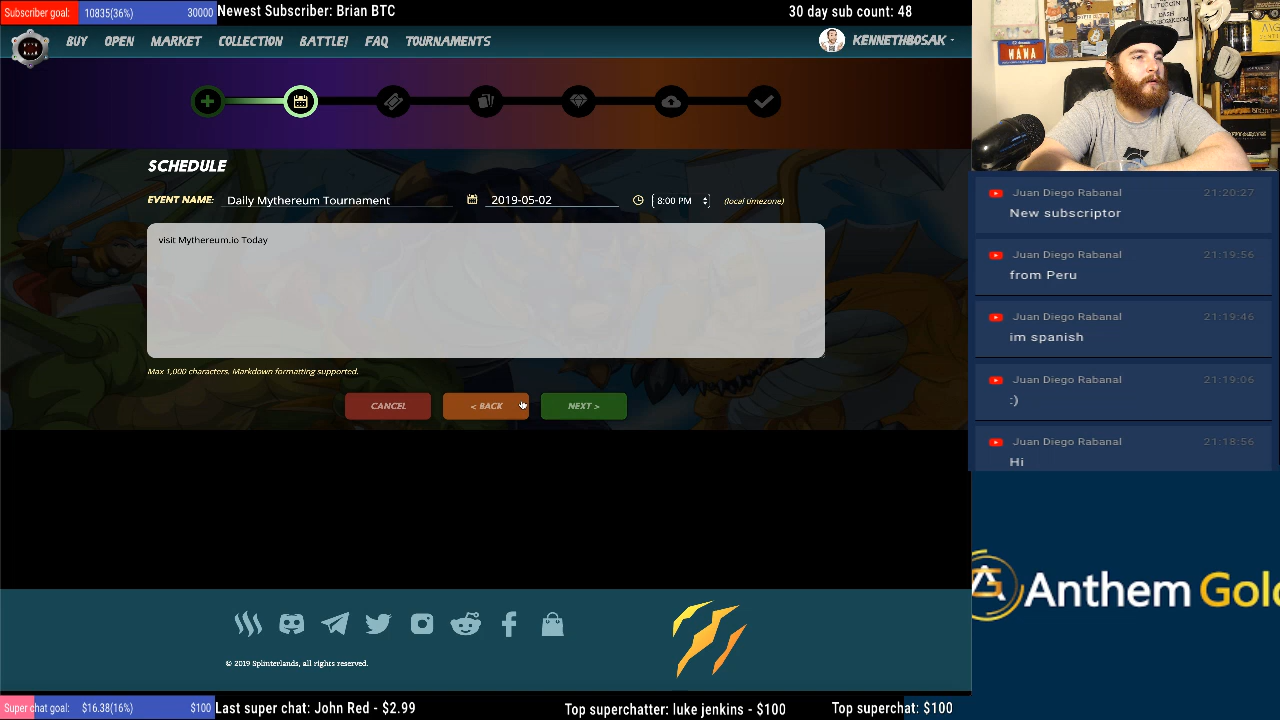 Subscriber goal: 10835(36%) 30000
Newest Subscriber: Brian BTC
30 day sub count: 48
BUY OPEN MARKET COLLECTION BATTLE! FAQ TOURNAMENTS
KENNETHBOSAK
SCHEDULE
EVENT NAME: Daily Mythereum Tournament 2019-05-02 8:00 PM (local timezone)
visit Mythereum.io Today
Max 1,000 characters. Markdown formatting supported.
CANCEL < BACK NEXT >
© 2019 Splinterlands, all rights reserved.
Juan Diego Rabanal 21:20:27
New subscriptor
Juan Diego Rabanal 21:19:56
from Peru
Juan Diego Rabanal 21:19:46
im spanish
Juan Diego Rabanal 21:19:06
:)
Juan Diego Rabanal 21:18:56
Hi
Anthem Gold
Super chat goal: $16.38(16%) $100
Last super chat: John Red - $2.99
Top superchatter: luke jenkins - $100
Top superchat: $100